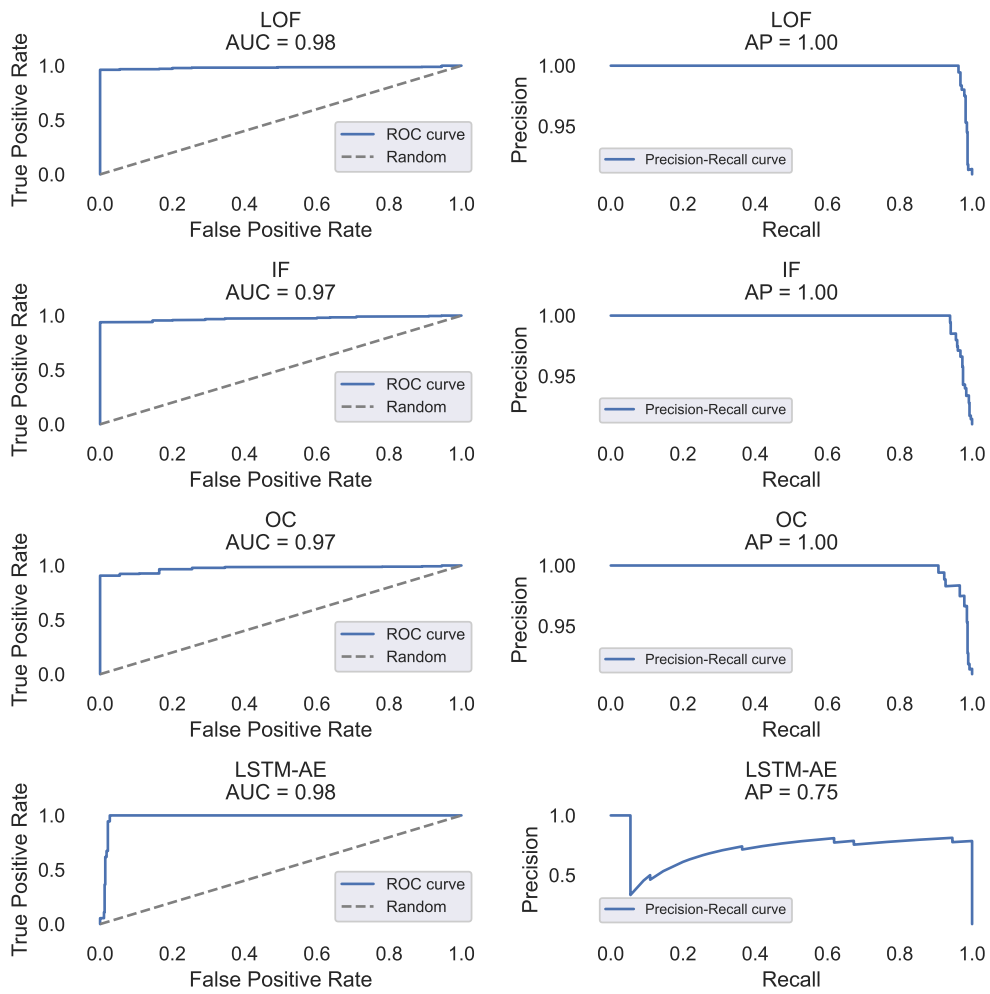 LOF
AUC = 0.98
True Positive Rate
1.0
0.5
0.0
ROC curve
Random
0.0 0.2 0.4 0.6 0.8 1.0
False Positive Rate
LOF
AP = 1.00
Precision
1.00
0.95
Precision-Recall curve
0.0 0.2 0.4 0.6 0.8 1.0
Recall
IF
AUC = 0.97
True Positive Rate
1.0
0.5
0.0
ROC curve
Random
0.0 0.2 0.4 0.6 0.8 1.0
False Positive Rate
IF
AP = 1.00
Precision
1.00
0.95
Precision-Recall curve
0.0 0.2 0.4 0.6 0.8 1.0
Recall
OC
AUC = 0.97
True Positive Rate
1.0
0.5
0.0
ROC curve
Random
0.0 0.2 0.4 0.6 0.8 1.0
False Positive Rate
OC
AP = 1.00
Precision
1.00
0.95
Precision-Recall curve
0.0 0.2 0.4 0.6 0.8 1.0
Recall
LSTM-AE
AUC = 0.98
True Positive Rate
1.0
0.5
0.0
ROC curve
Random
0.0 0.2 0.4 0.6 0.8 1.0
False Positive Rate
LSTM-AE
AP = 0.75
Precision
1.0
0.5
Precision-Recall curve
0.0 0.2 0.4 0.6 0.8 1.0
Recall